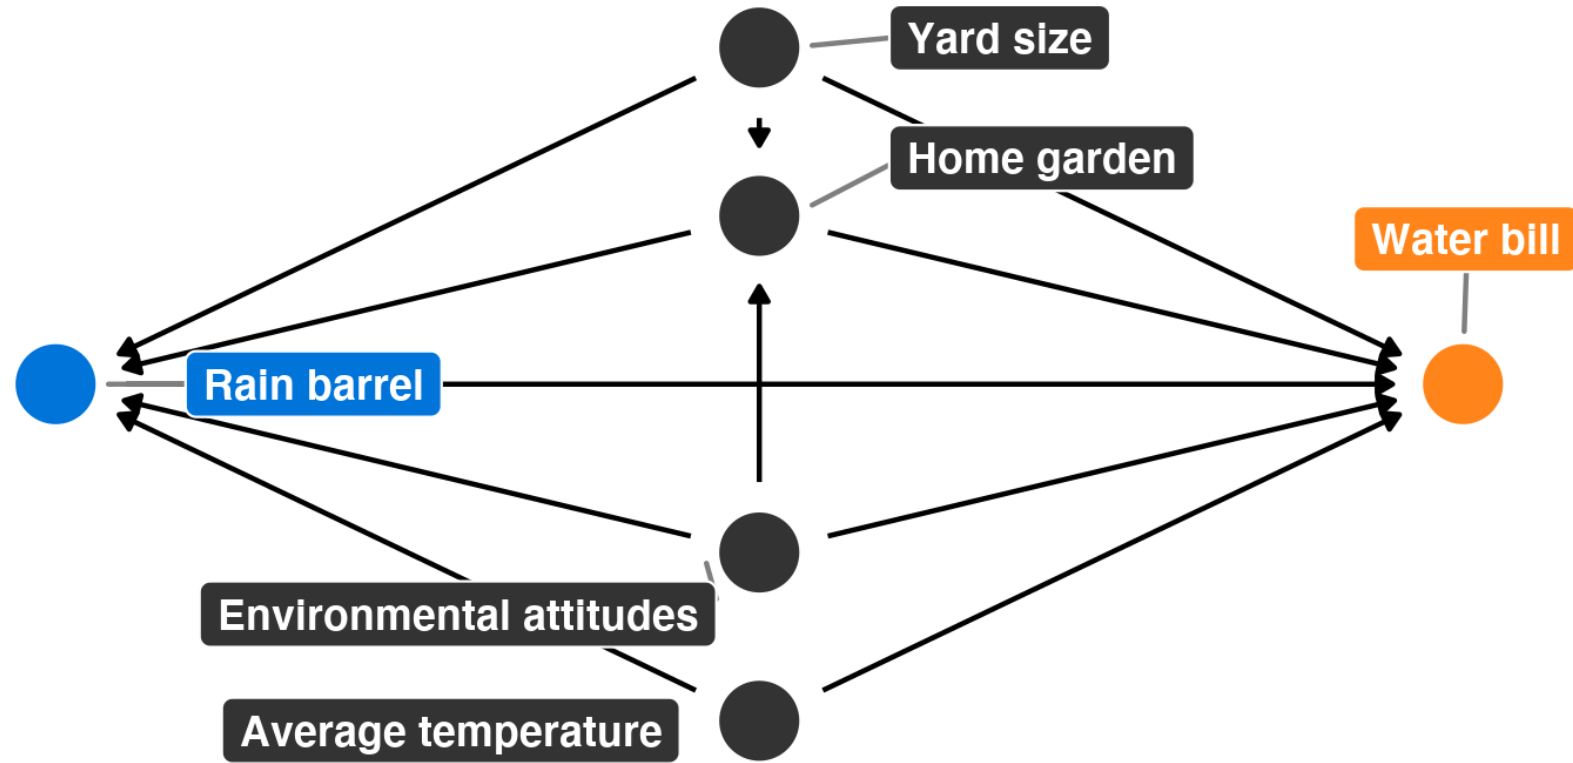 Yard size
Home garden
Water bill
Rain barrel
Environmental attitudes
Average temperature